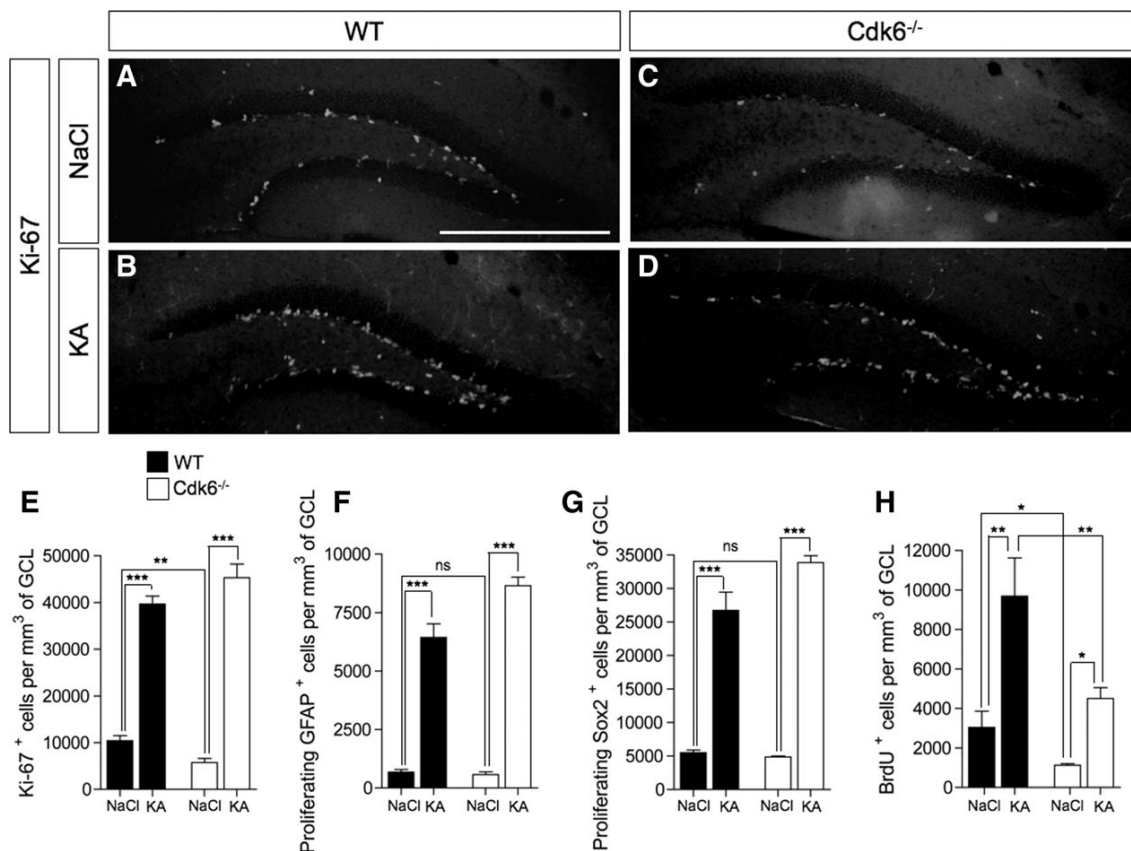 WT
Cdk6-/-
Ki-67
NaCl
KA
A
C
B
D
WT
Cdk6-/-
E
Ki-67 + cells per mm3 of GCL
50000
40000
30000
20000
10000
0
***
**
***
NaCl
KA
NaCl
KA
F
Proliferating GFAP + cells per mm3 of GCL
10000
7500
5000
2500
0
***
ns
***
NaCl
KA
NaCl
KA
G
Proliferating Sox2 + cells per mm3 of GCL
35000
30000
25000
20000
15000
10000
5000
0
***
ns
***
NaCl
KA
NaCl
KA
H
BrdU + cells per mm3 of GCL
12000
10000
8000
6000
4000
2000
0
*
**
**
*
NaCl
KA
NaCl
KA